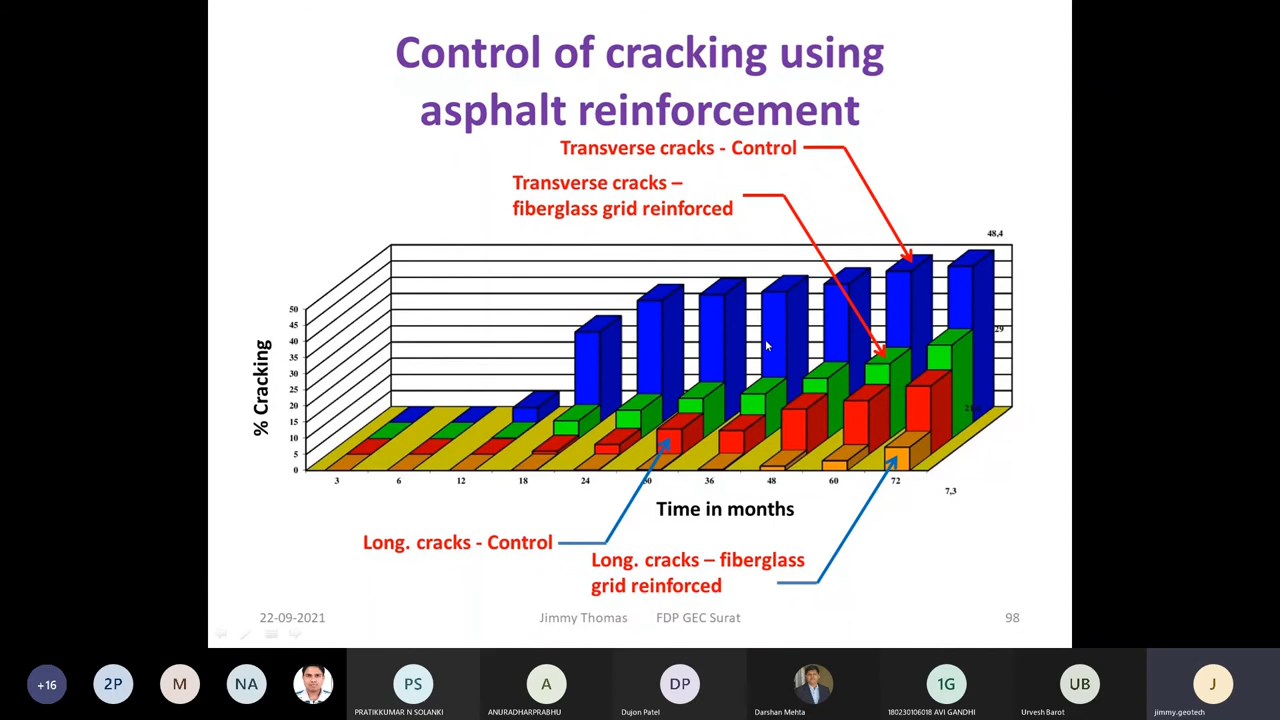 Control of cracking using
asphalt reinforcement
Transverse cracks - Control
Transverse cracks –
fiberglass grid reinforced
48,4
29
7,3
% Cracking
50
45
40
35
30
25
20
15
10
5
0
3 6 12 18 24 30 36 48 60 72
Time in months
Long. cracks - Control
Long. cracks – fiberglass
grid reinforced
22-09-2021 Jimmy Thomas FDP GEC Surat 98
+16 2P M NA PS A DP 1G UB J
PRATIKKUMAR N SOLANKI ANURADHARPRABHU Dujon Patel Darshan Mehta 180230106018 AVI GANDHI Urvesh Barot jimmy.geotech